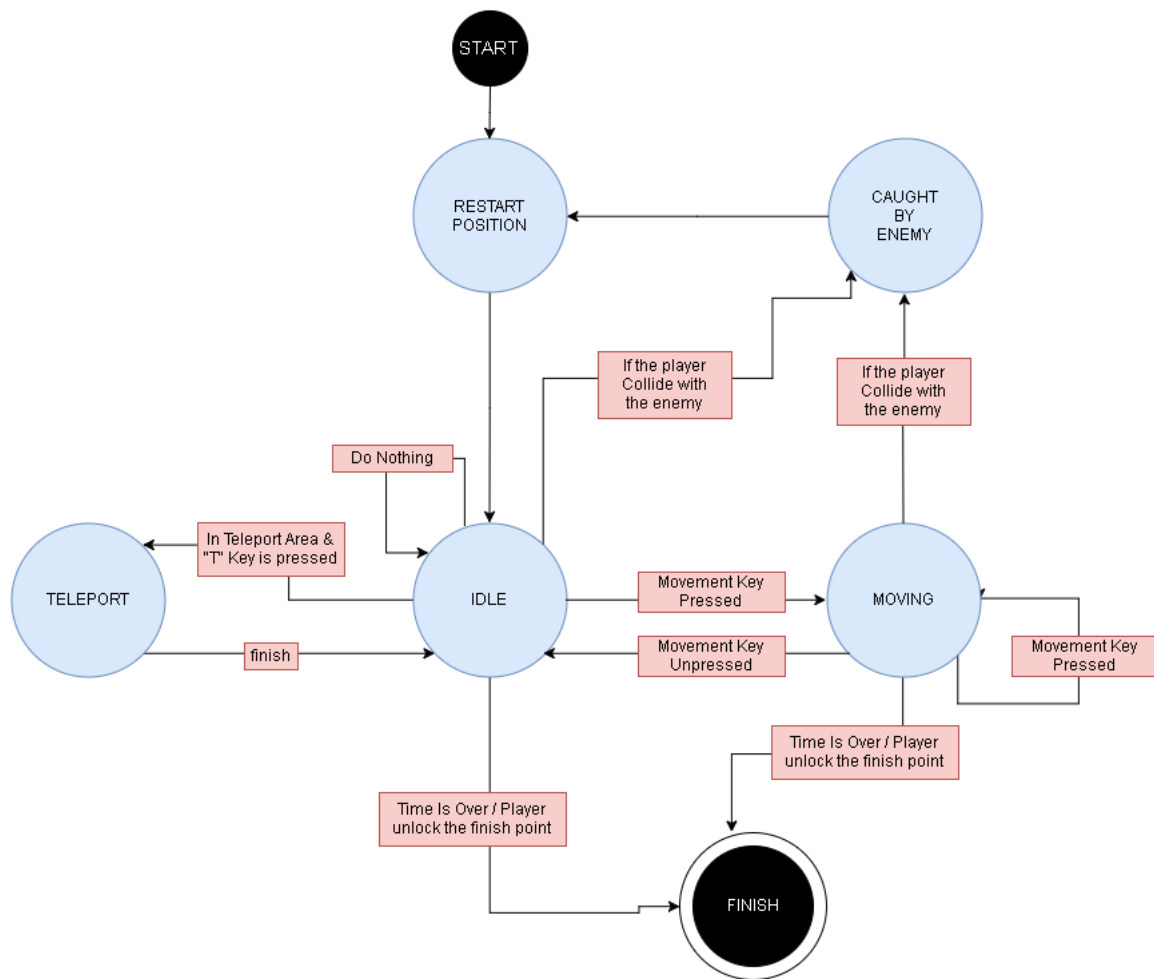 START
RESTART
POSITION
CAUGHT
BY
ENEMY
If the player
Collide with
the enemy
If the player
Collide with
the enemy
Do Nothing
In Teleport Area &
"T" Key is pressed
TELEPORT
IDLE
Movement Key
Pressed
MOVING
finish
Movement Key
Unpressed
Movement Key
Pressed
Time Is Over / Player
unlock the finish point
Time Is Over / Player
unlock the finish point
FINISH